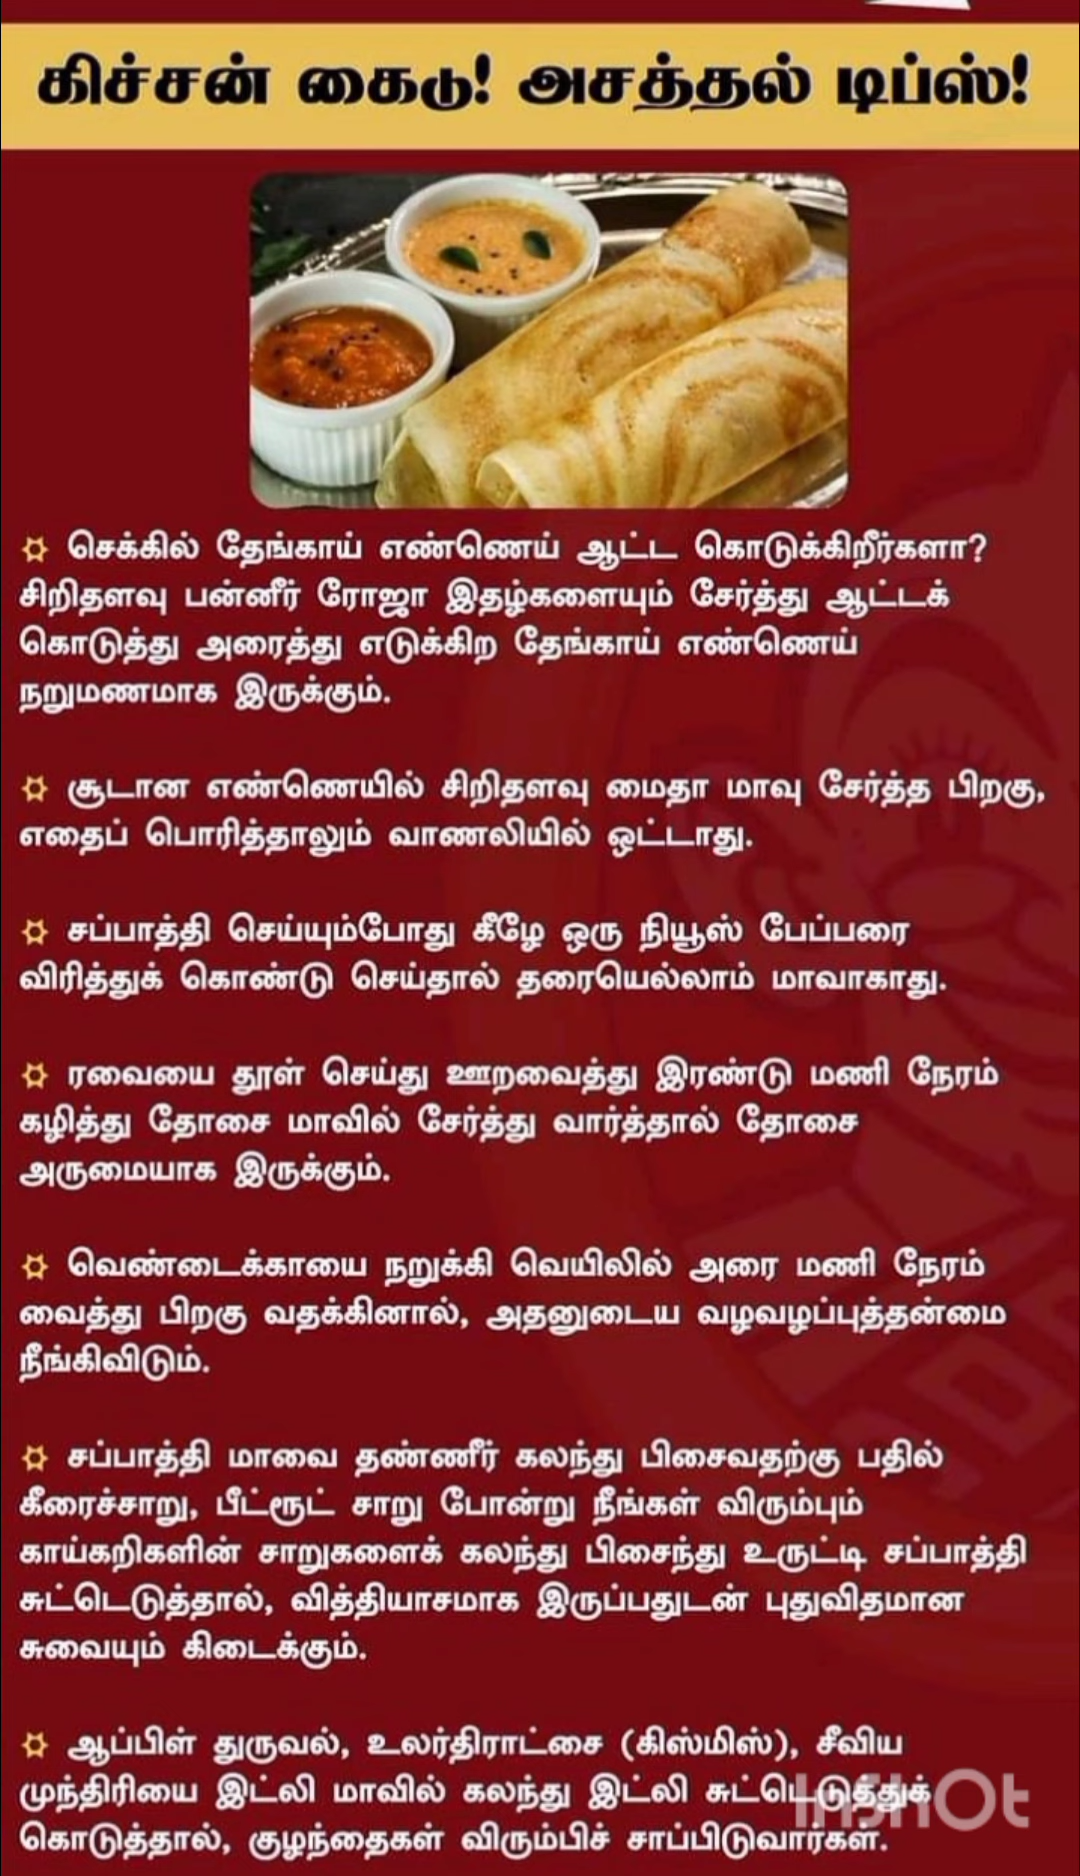 கிச்சன் கைடு! அசத்தல் டிப்ஸ்!
✡ செக்கில் தேங்காய் எண்ணெய் ஆட்ட கொடுக்கிறீர்களா?
சிறிதளவு பன்னீர் ரோஜா இதழ்களையும் சேர்த்து ஆட்டக்
கொடுத்து அரைத்து எடுக்கிற தேங்காய் எண்ணெய்
நறுமணமாக இருக்கும்.
✡ சூடான எண்ணெயில் சிறிதளவு மைதா மாவு சேர்த்த பிறகு,
எதைப் பொரித்தாலும் வாணலியில் ஒட்டாது.
✡ சப்பாத்தி செய்யும்போது கீழே ஒரு நியூஸ் பேப்பரை
விரித்துக் கொண்டு செய்தால் தரையெல்லாம் மாவாகாது.
✡ ரவையை தூள் செய்து ஊறவைத்து இரண்டு மணி நேரம்
கழித்து தோசை மாவில் சேர்த்து வார்த்தால் தோசை
அருமையாக இருக்கும்.
✡ வெண்டைக்காயை நறுக்கி வெயிலில் அரை மணி நேரம்
வைத்து பிறகு வதக்கினால், அதனுடைய வழவழப்புத்தன்மை
நீங்கிவிடும்.
✡ சப்பாத்தி மாவை தண்ணீர் கலந்து பிசைவதற்கு பதில்
கீரைச்சாறு, பீட்ரூட் சாறு போன்று நீங்கள் விரும்பும்
காய்கறிகளின் சாறுகளைக் கலந்து பிசைந்து உருட்டி சப்பாத்தி
சுட்டெடுத்தால், வித்தியாசமாக இருப்பதுடன் புதுவிதமான
சுவையும் கிடைக்கும்.
✡ ஆப்பிள் துருவல், உலர்திராட்சை (கிஸ்மிஸ்), சீவிய
முந்திரியை இட்லி மாவில் கலந்து இட்லி சுட்டெடுத்துக்
கொடுத்தால், குழந்தைகள் விரும்பிச் சாப்பிடுவார்கள்.
InShOt